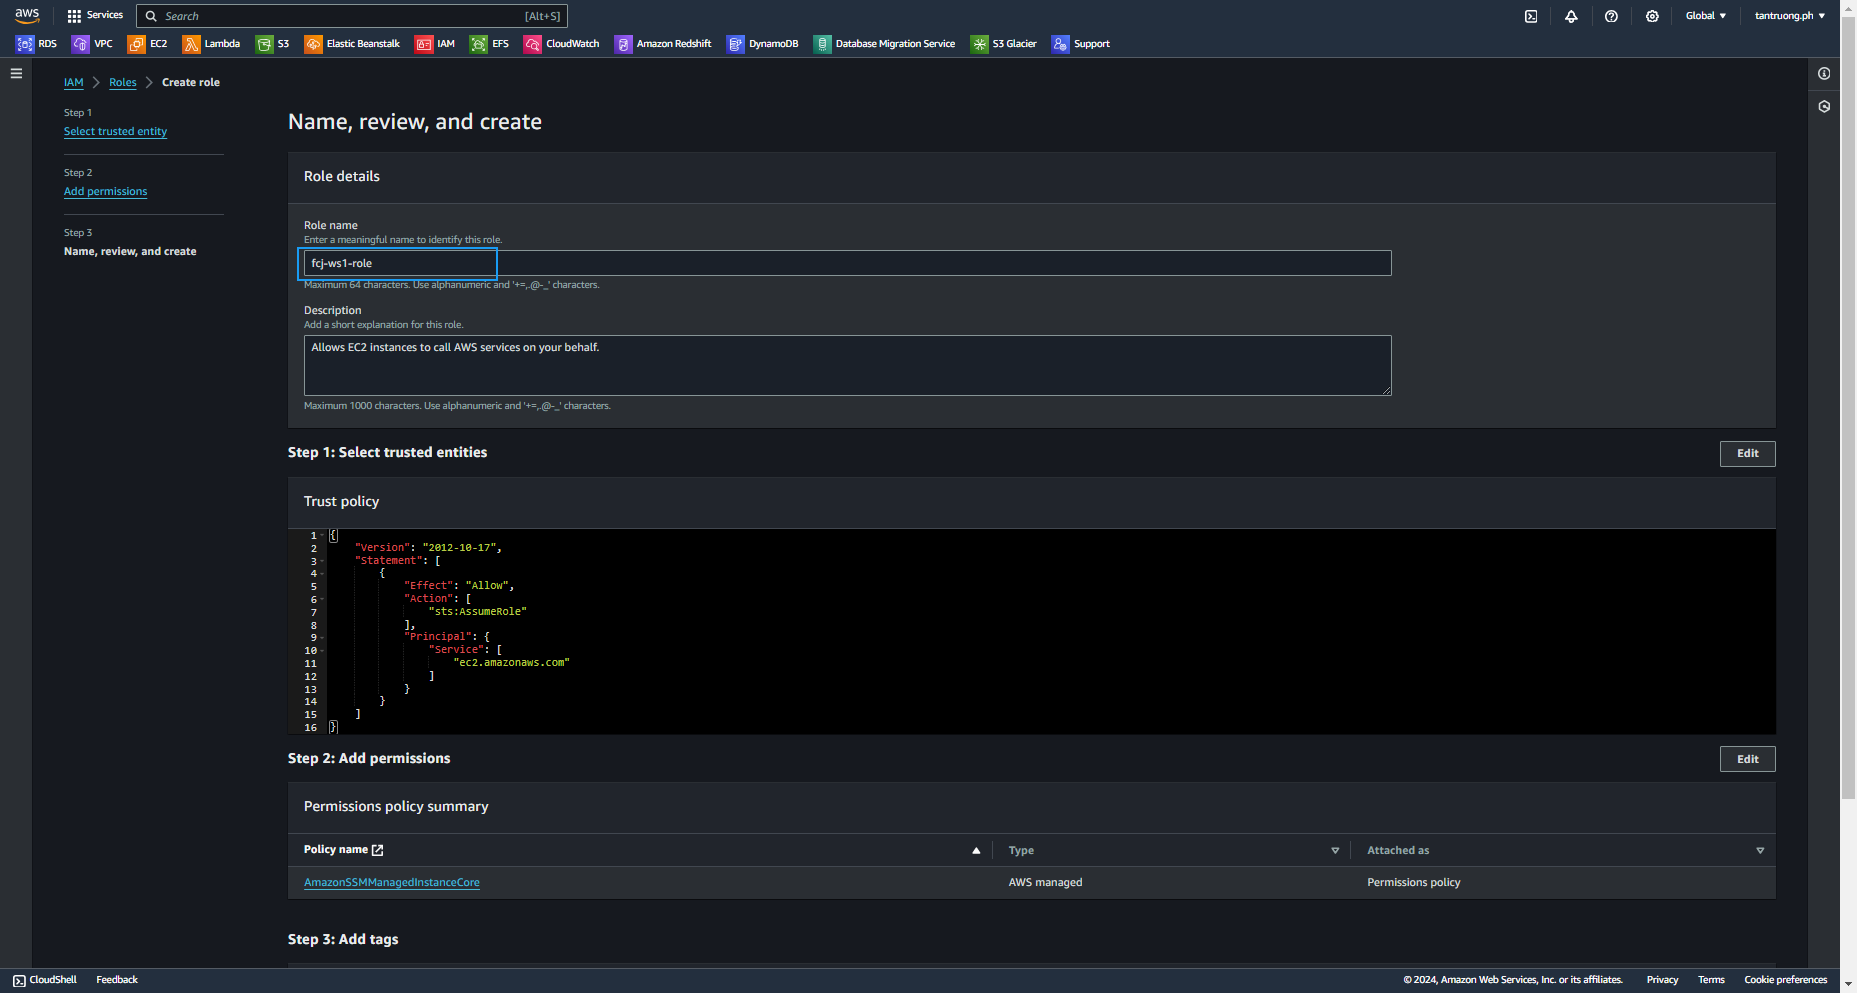 aws
Services
Search [Alt+S]
Global
tantruong.ph
RDS VPC EC2 Lambda S3 Elastic Beanstalk IAM EFS CloudWatch Amazon Redshift DynamoDB Database Migration Service S3 Glacier Support
IAM Roles Create role
Step 1
Select trusted entity
Step 2
Add permissions
Step 3
Name, review, and create
Name, review, and create
Role details
Role name
Enter a meaningful name to identify this role.
fcj-ws1-role
Maximum 64 characters. Use alphanumeric and '+=,.@-_' characters.
Description
Add a short explanation for this role.
Allows EC2 instances to call AWS services on your behalf.
Maximum 1000 characters. Use alphanumeric and '+=,.@-_' characters.
Step 1: Select trusted entities
Edit
Trust policy
1 {
2 "Version": "2012-10-17",
3 "Statement": [
4 {
5 "Effect": "Allow",
6 "Action": [
7 "sts:AssumeRole"
8 ],
9 "Principal": {
10 "Service": [
11 "ec2.amazonaws.com"
12 ]
13 }
14 }
15 ]
16 }
Step 2: Add permissions
Edit
Permissions policy summary
Policy name Type Attached as
AmazonSSMManagedInstanceCore AWS managed Permissions policy
Step 3: Add tags
CloudShell Feedback © 2024, Amazon Web Services, Inc. or its affiliates. Privacy Terms Cookie preferences